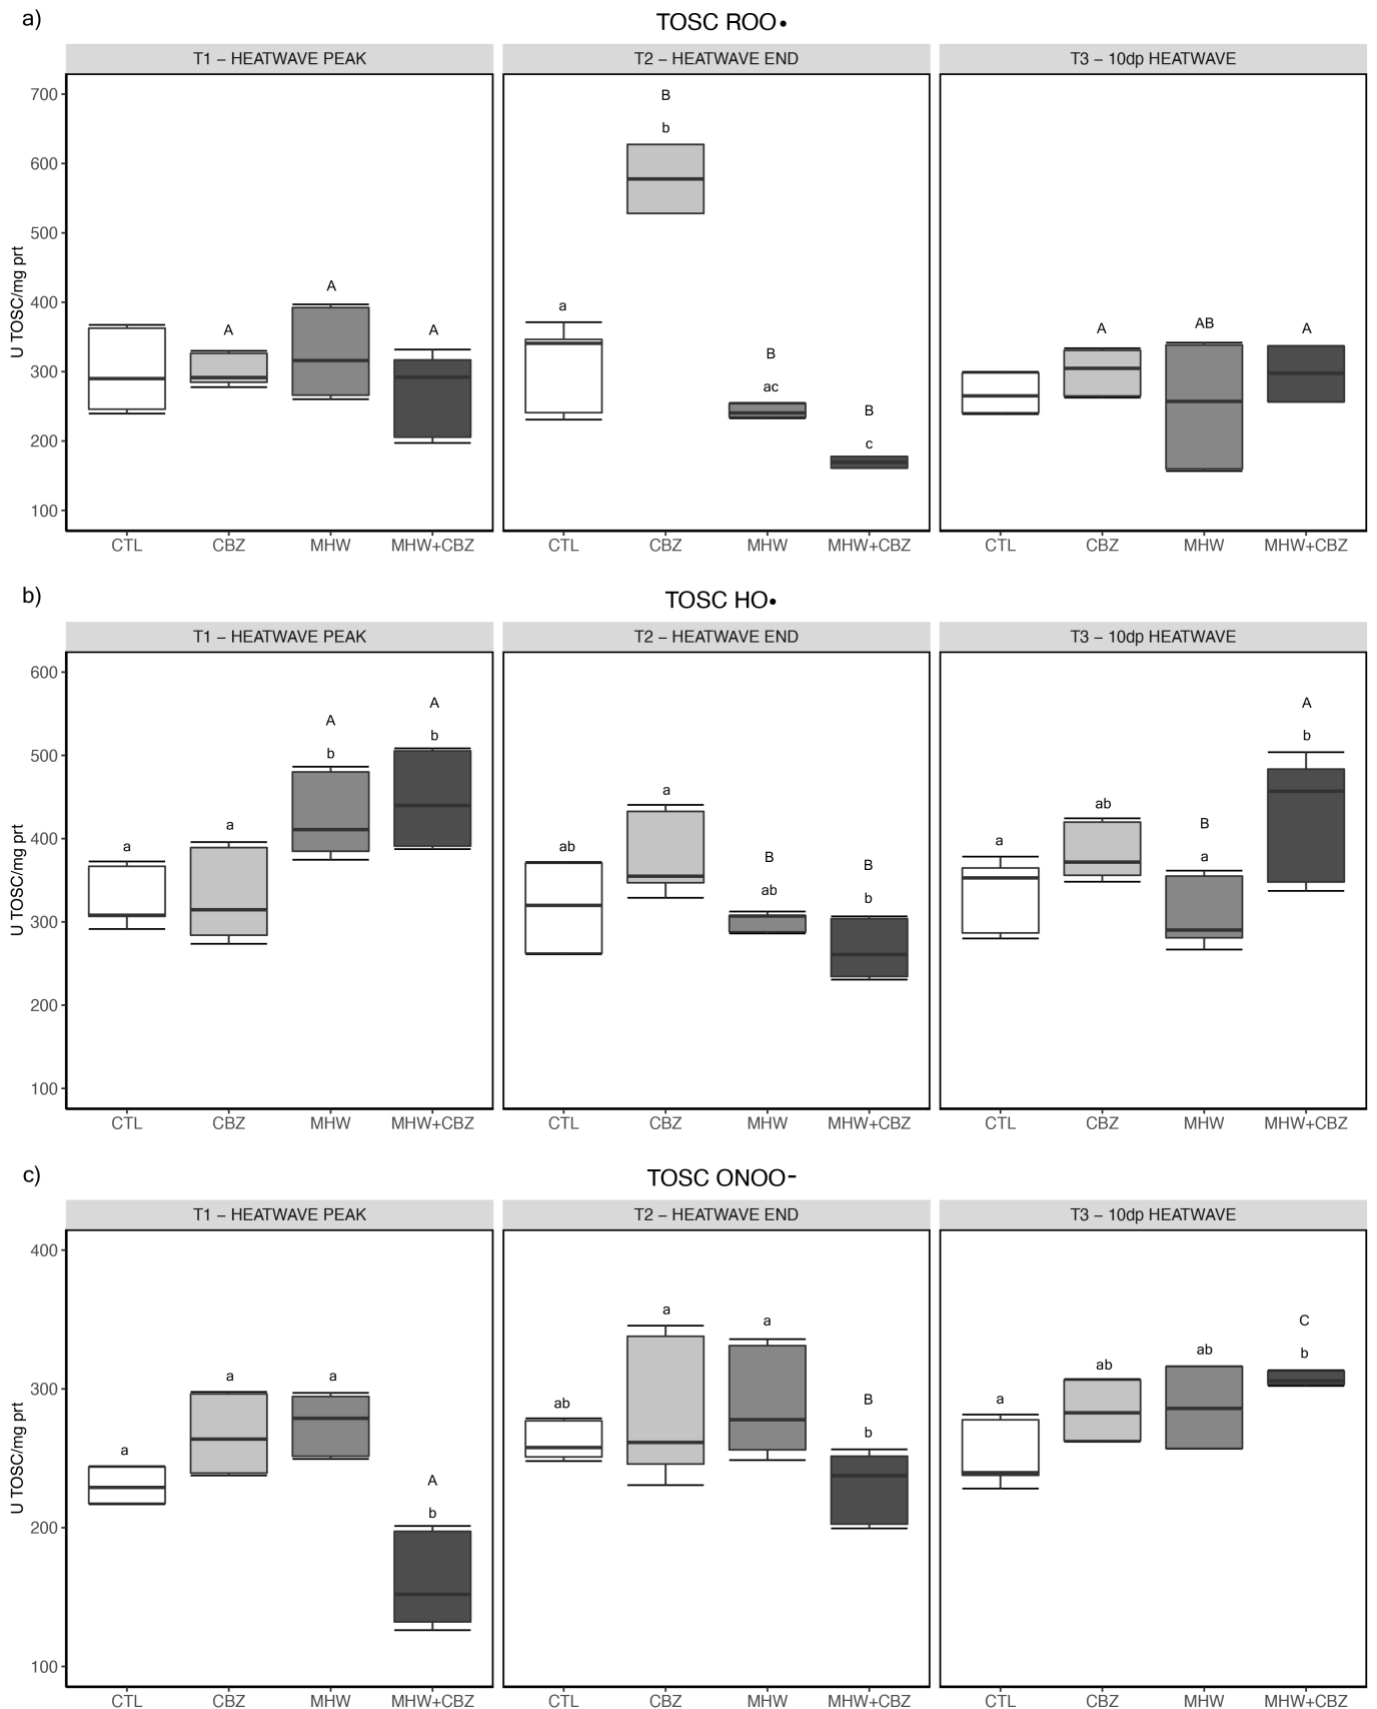 a)
TOSC ROO•
T1 – HEATWAVE PEAK
T2 – HEATWAVE END
T3 – 10dp HEATWAVE
U TOSC/mg prt
700
600
500
400
300
200
100
A
A
A
a
B
b
B
ac
B
c
A
AB
A
CTL CBZ MHW MHW+CBZ
CTL CBZ MHW MHW+CBZ
CTL CBZ MHW MHW+CBZ
b)
TOSC HO•
T1 – HEATWAVE PEAK
T2 – HEATWAVE END
T3 – 10dp HEATWAVE
U TOSC/mg prt
600
500
400
300
200
100
a
a
A
b
A
b
ab
a
B
ab
B
b
a
ab
B
a
A
b
CTL CBZ MHW MHW+CBZ
CTL CBZ MHW MHW+CBZ
CTL CBZ MHW MHW+CBZ
c)
TOSC ONOO⁻
T1 – HEATWAVE PEAK
T2 – HEATWAVE END
T3 – 10dp HEATWAVE
U TOSC/mg prt
400
300
200
100
a
a
a
A
b
ab
a
a
B
b
a
ab
ab
C
b
CTL CBZ MHW MHW+CBZ
CTL CBZ MHW MHW+CBZ
CTL CBZ MHW MHW+CBZ